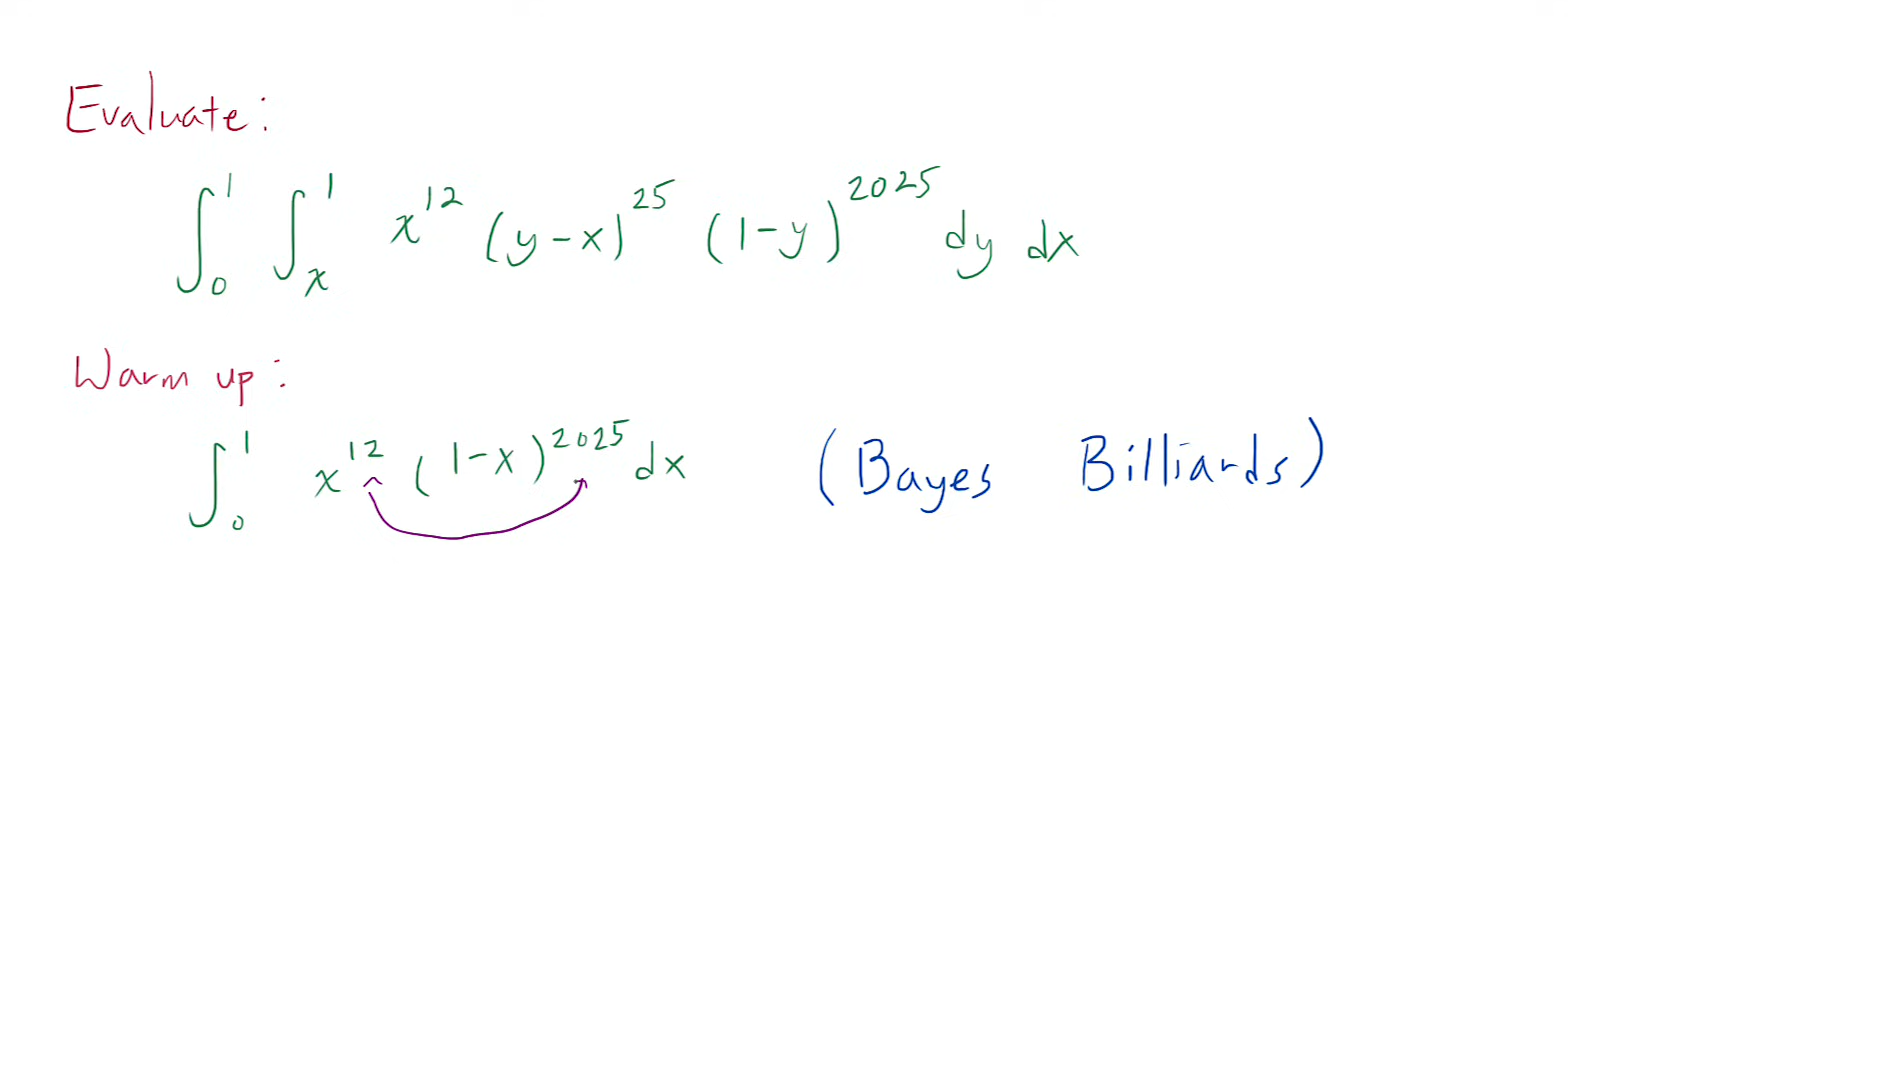 Evaluate:
∫₀¹ ∫ₓ¹ x¹² (y-x)²⁵ (1-y)²⁰²⁵ dy dx
Warm up:
∫₀¹ x¹² (1-x)²⁰²⁵ dx (Bayes Billiards)